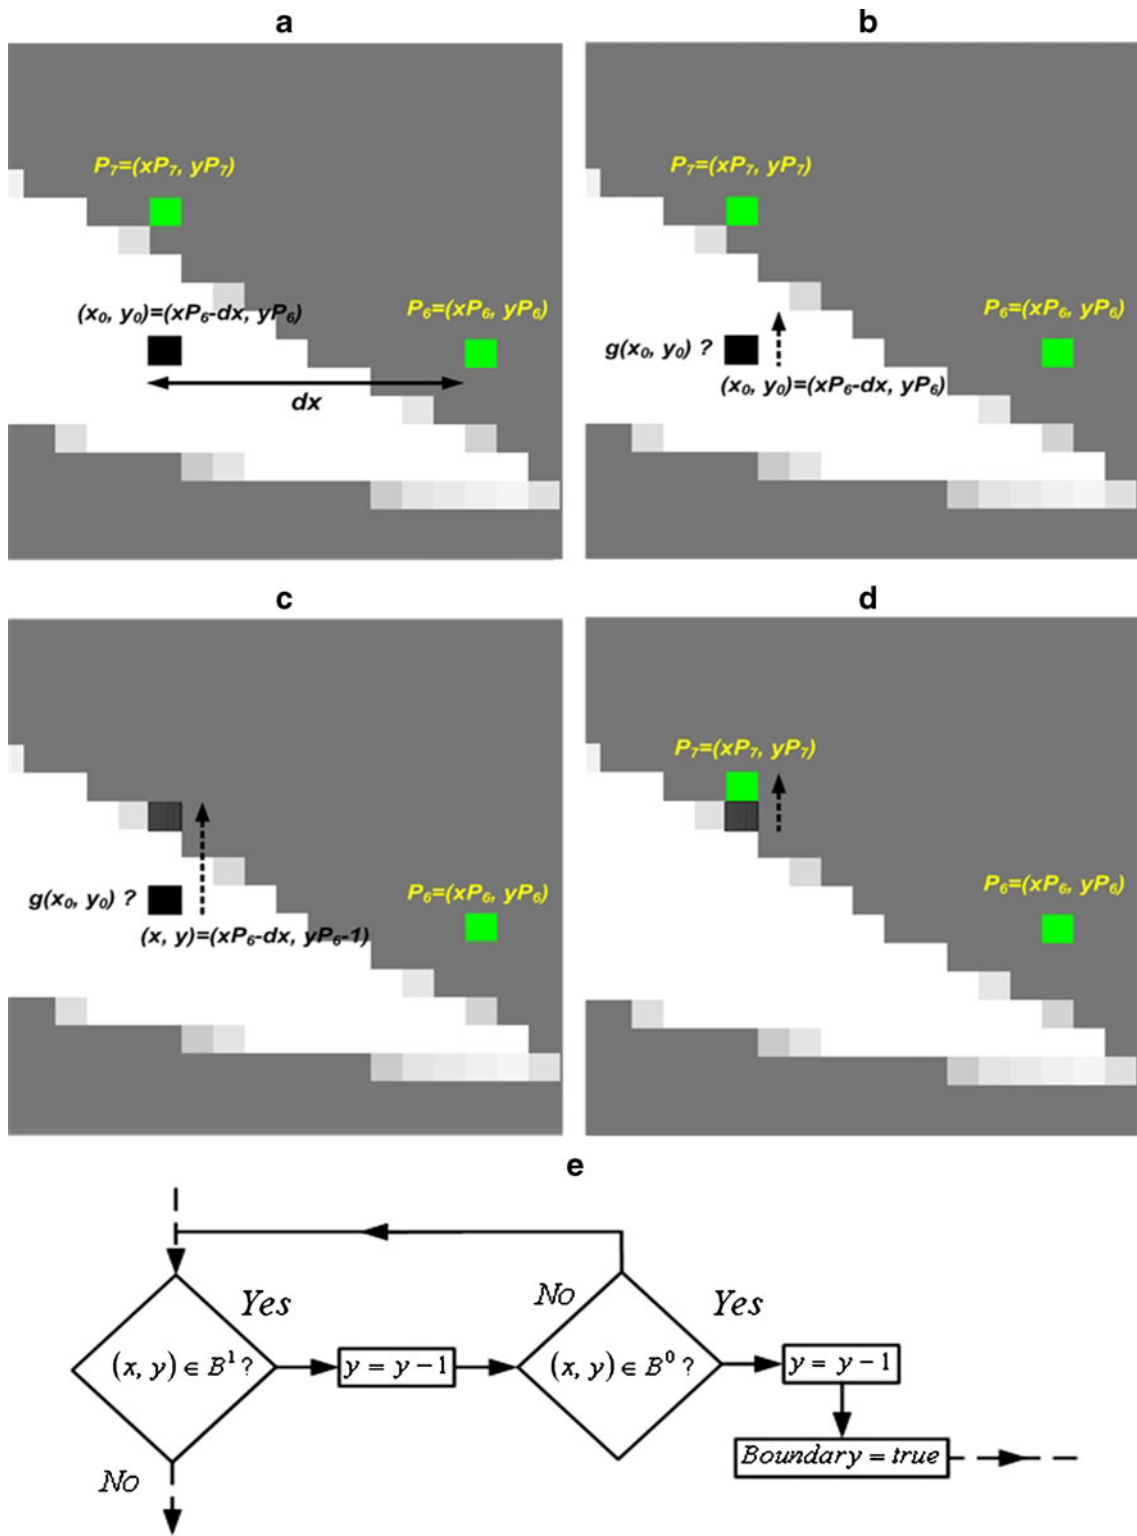 a
b
P₇=(xP₇, yP₇)
(x₀, y₀)=(xP₆-dx, yP₆)
P₆=(xP₆, yP₆)
dx
P₇=(xP₇, yP₇)
P₆=(xP₆, yP₆)
g(x₀, y₀) ?
(x₀, y₀)=(xP₆-dx, yP₆)
c
d
P₆=(xP₆, yP₆)
g(x₀, y₀) ?
(x, y)=(xP₆-dx, yP₆-1)
P₇=(xP₇, yP₇)
P₆=(xP₆, yP₆)
e
(x, y) ∈ B¹ ?
Yes
No
y = y − 1
(x, y) ∈ B⁰ ?
No
Yes
y = y − 1
Boundary = true